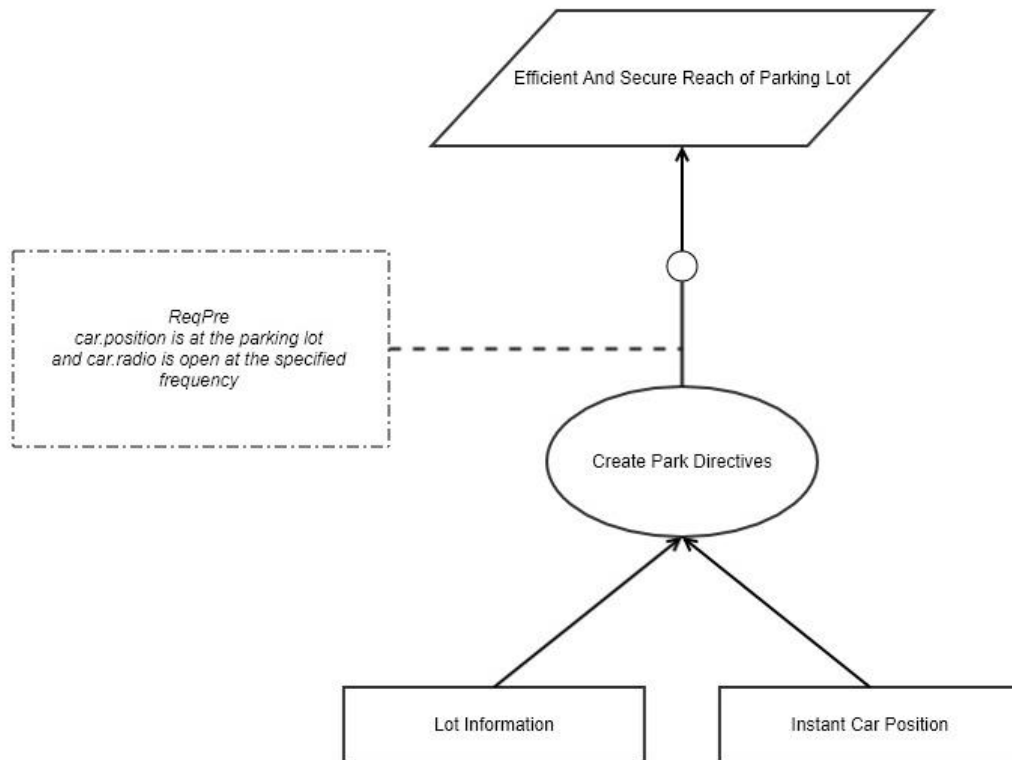 Efficient And Secure Reach of Parking Lot
ReqPre
car.position is at the parking lot
and car.radio is open at the specified
frequency
Create Park Directives
Lot Information
Instant Car Position